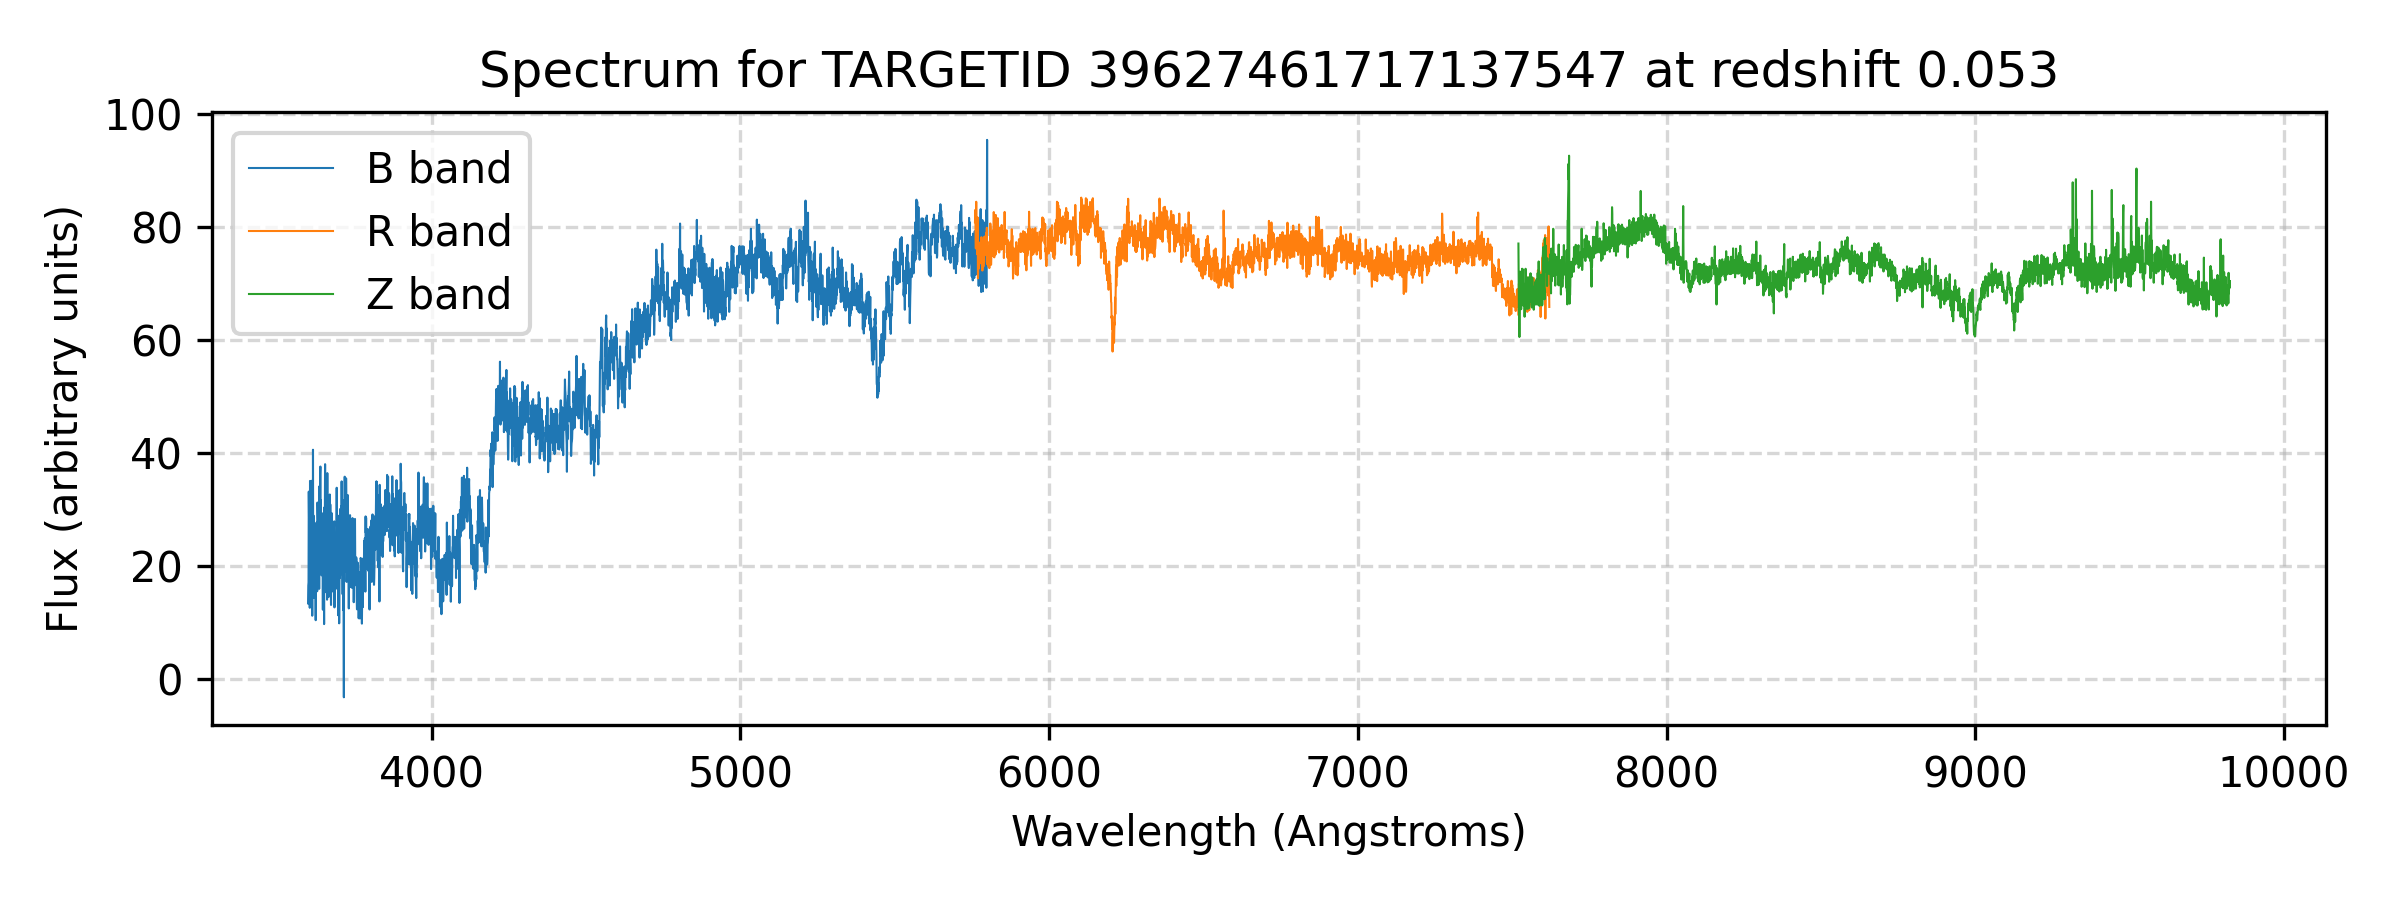 Spectrum for TARGETID 39627461717137547 at redshift 0.053
100
80
60
40
20
0
Flux (arbitrary units)
B band
R band
Z band
4000 5000 6000 7000 8000 9000 10000
Wavelength (Angstroms)